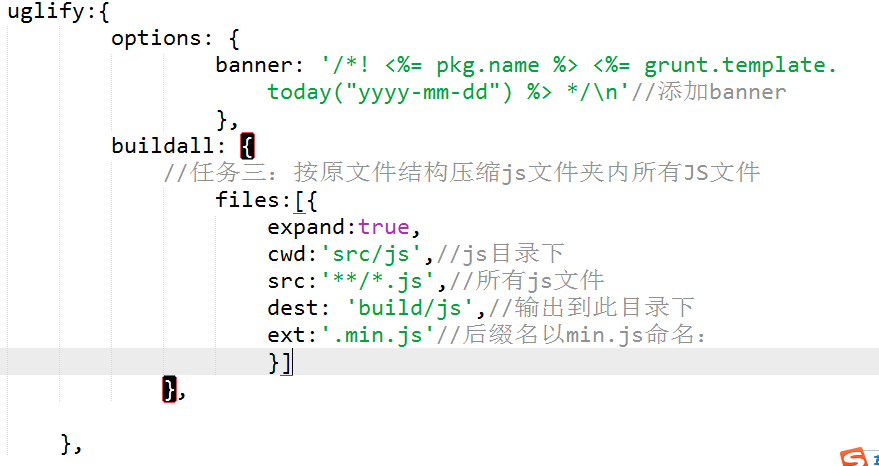 uglify:{
options: {
banner: '/*! <%= pkg.name %> <%= grunt.template.
today("yyyy-mm-dd") %> */\n'//添加banner
},
buildall: {
//任务三：按原文件结构压缩js文件夹内所有JS文件
files:[{
expand:true,
cwd:'src/js',//js目录下
src:'**/*.js',//所有js文件
dest: 'build/js',//输出到此目录下
ext:'.min.js'//后缀名以min.js命名：
}]
},
},